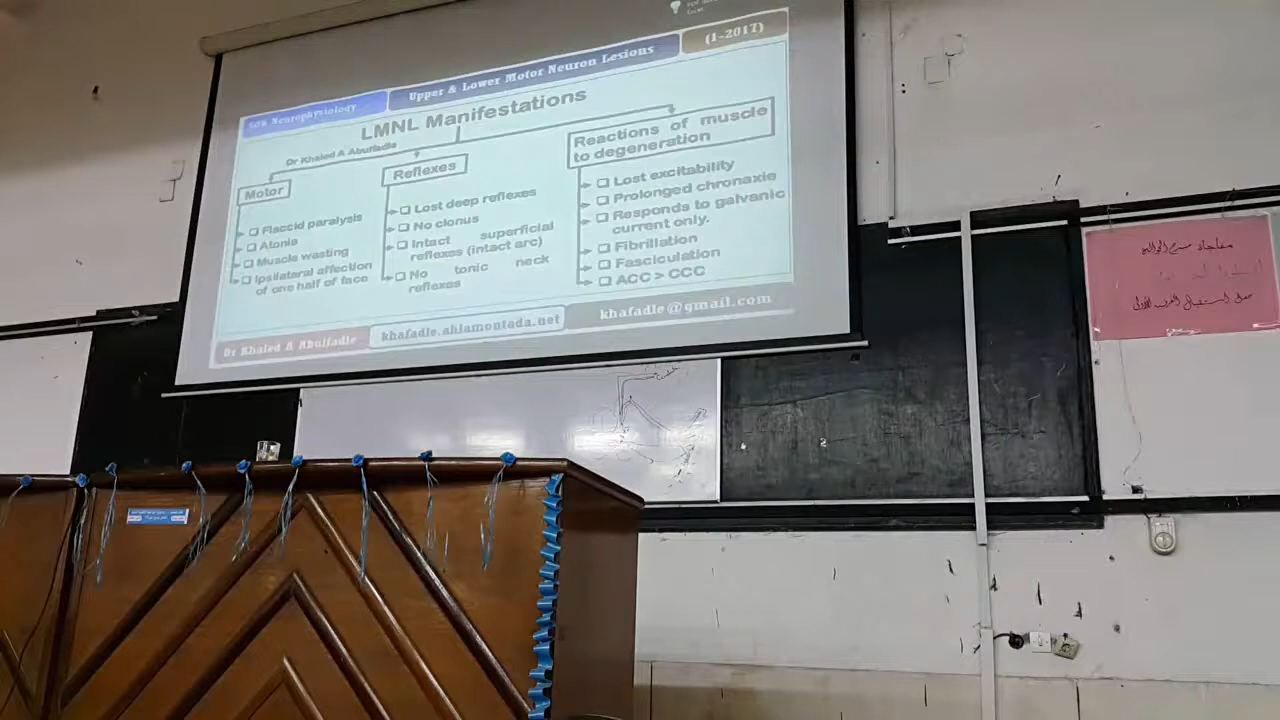 SOR Neurophysiology
Upper & Lower Motor Neuron Lesions
(1-2017)
LMNL Manifestations
Dr Khaled A Abulfadle
Motor
Flaccid paralysis
Atonia
Muscle wasting
Ipsilateral affection
of one half of face
Reflexes
Lost deep reflexes
No clonus
Intact superficial
reflexes (intact arc)
No tonic neck
reflexes
Reactions of muscle
to degeneration
Lost excitability
Prolonged chronaxie
Responds to galvanic
current only.
Fibrillation
Fasciculation
ACC > CCC
Dr Khaled A Abulfadle
khafadle.ahlamontada.net
khafadle@gmail.com